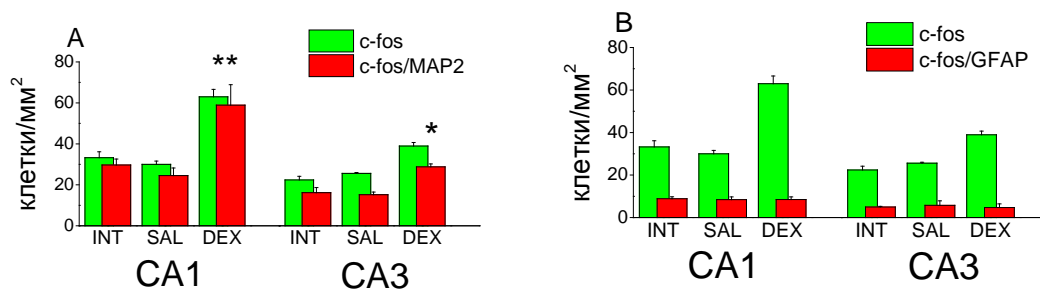 A
c-fos
c-fos/MAP2
клетки/мм²
80
60
40
20
0
**
*
INT SAL DEX INT SAL DEX
CA1 CA3
B
c-fos
c-fos/GFAP
клетки/мм²
80
60
40
20
0
INT SAL DEX INT SAL DEX
CA1 CA3